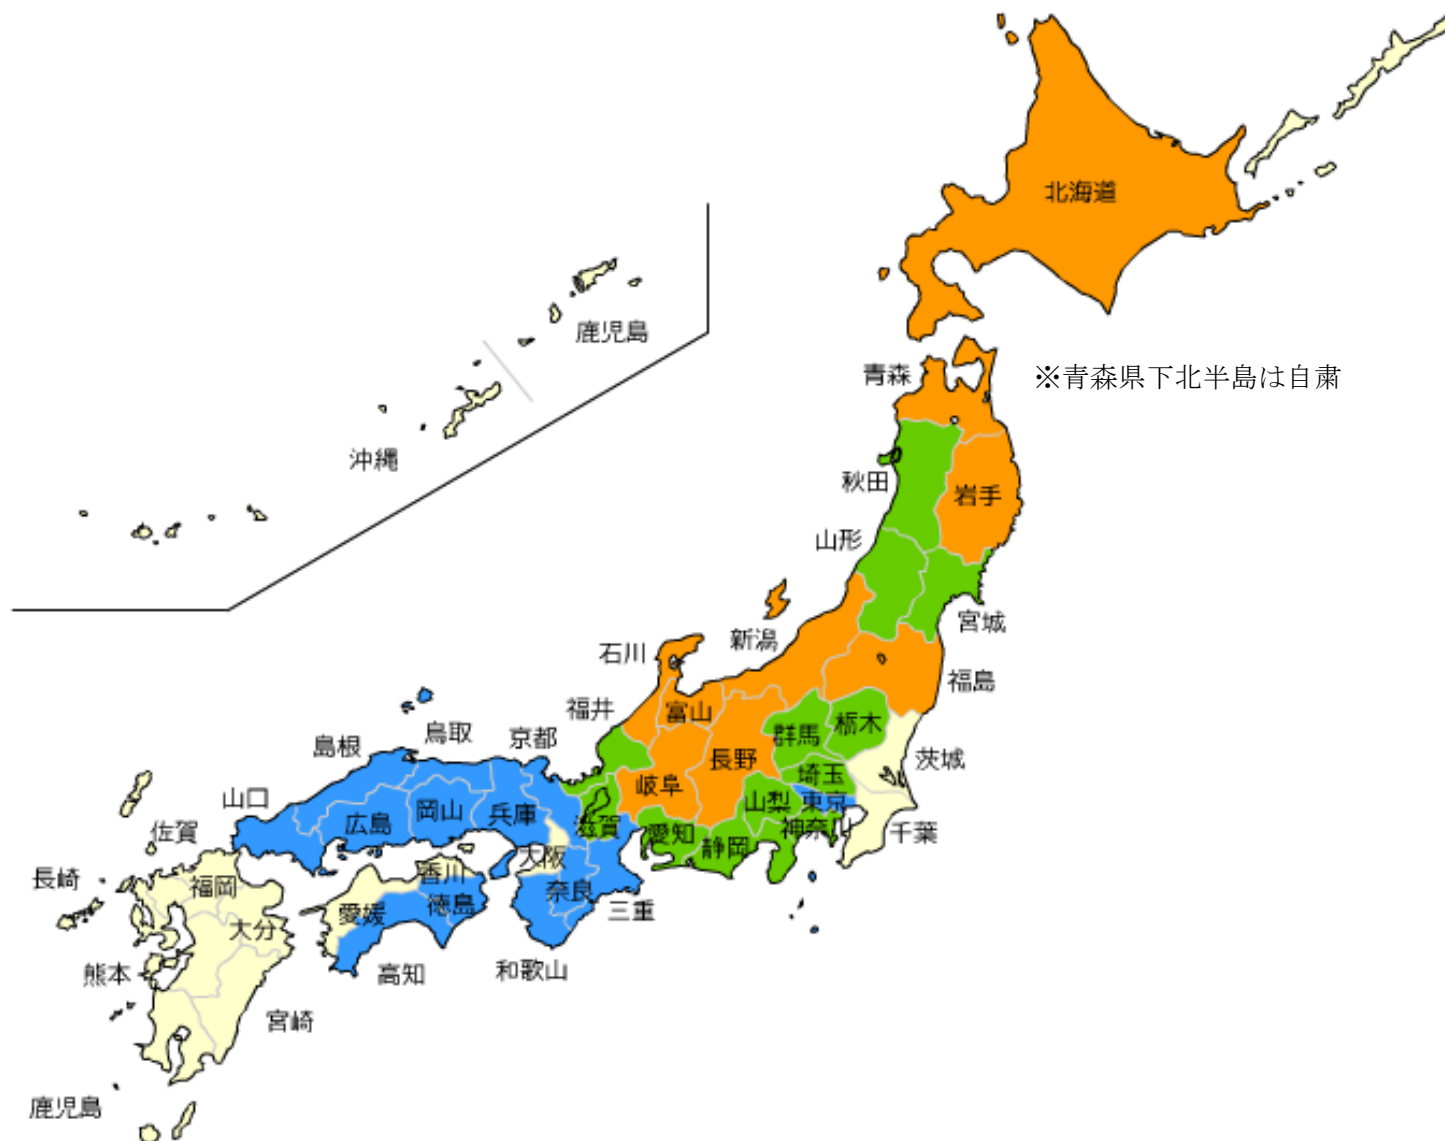 北海道
鹿児島
青森
※青森県下北半島は自粛
沖縄
秋田
岩手
山形
宮城
新潟
石川
福島
福井
富山
栃木
群馬
鳥取
京都
島根
長野
茨城
埼玉
岐阜
山口
岡山
兵庫
山梨
東京
広島
滋賀
佐賀
愛知
神奈
千葉
静岡
大阪
長崎
福岡
香川
奈良
徳島
三重
愛媛
大分
熊本
高知
和歌山
宮崎
鹿児島